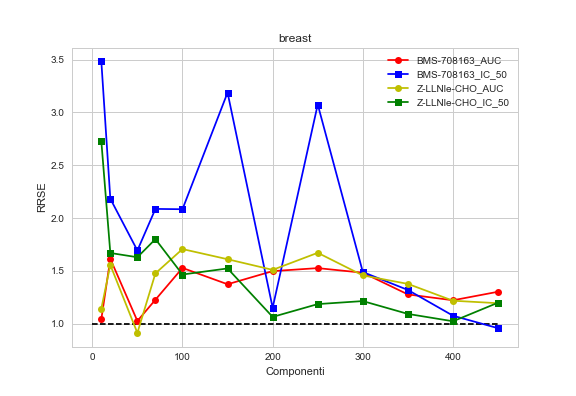 breast
BMS-708163_AUC
BMS-708163_IC_50
Z-LLNle-CHO_AUC
Z-LLNle-CHO_IC_50
3.5
3.0
2.5
2.0
1.5
1.0
RRSE
0 100 200 300 400
Componenti